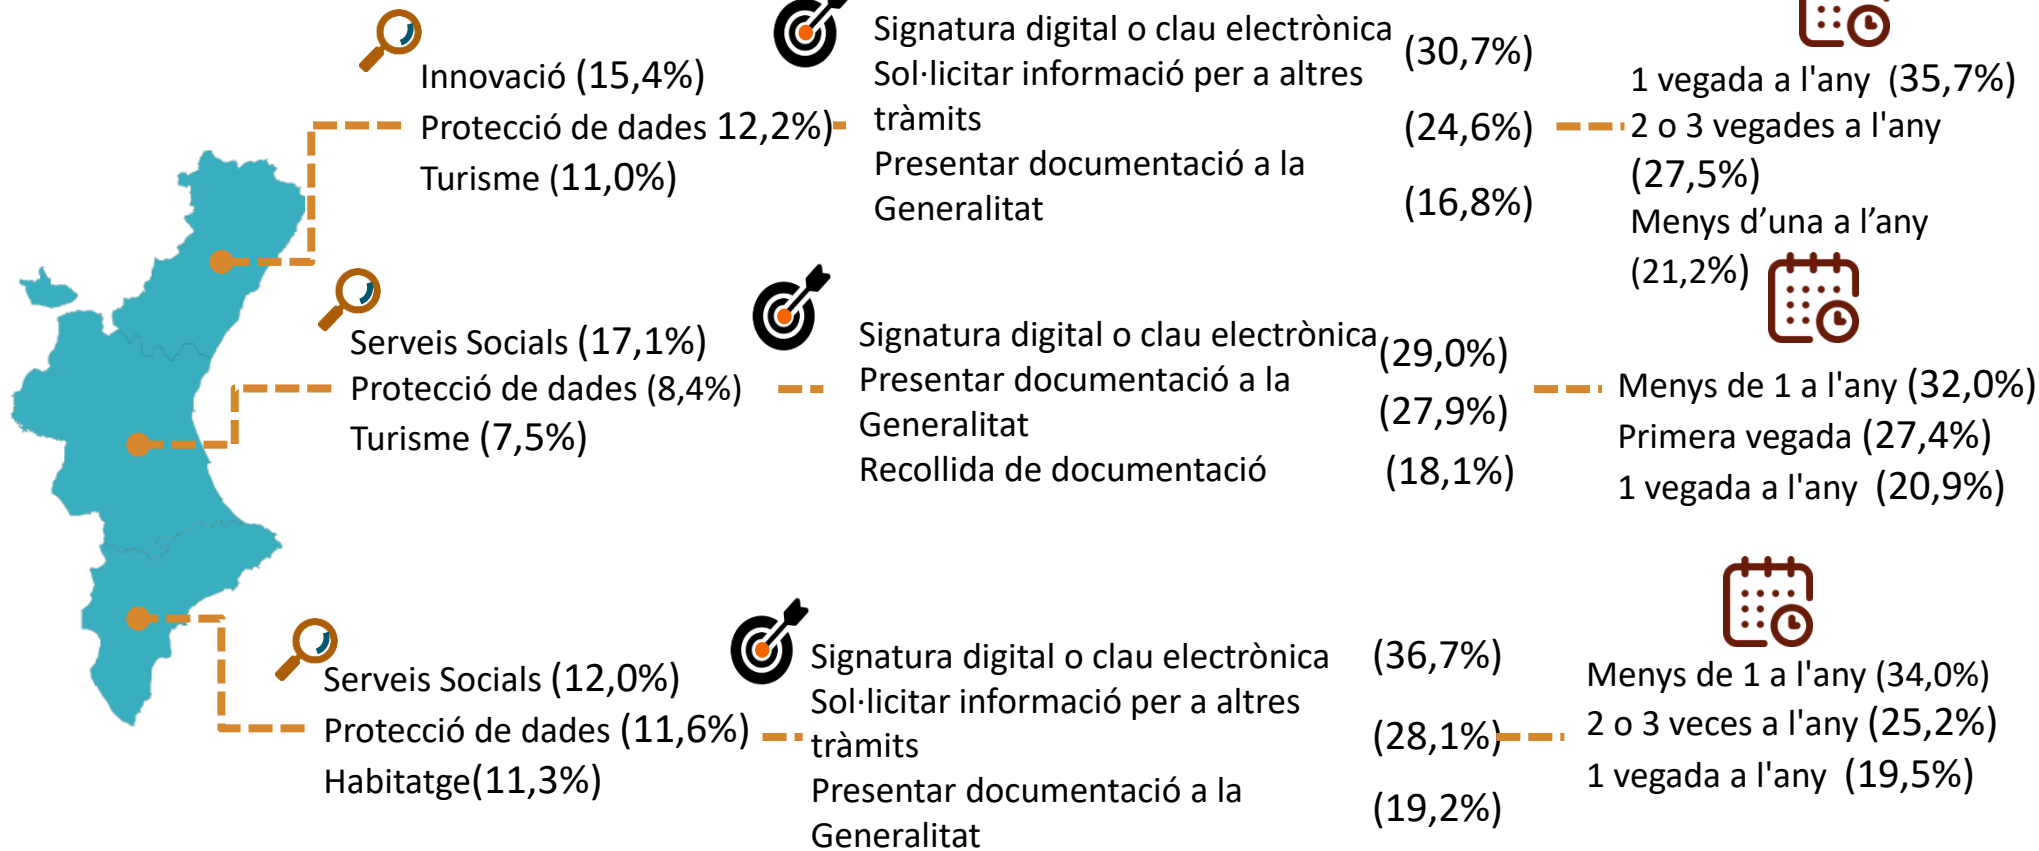 Innovació (15,4%)
Protecció de dades 12,2%)
Turisme (11,0%)
Signatura digital o clau electrònica
Sol·licitar informació per a altres
tràmits
Presentar documentació a la
Generalitat
(30,7%)
(24,6%)
(16,8%)
1 vegada a l'any (35,7%)
2 o 3 vegades a l'any
(27,5%)
Menys d’una a l’any
(21,2%)
Serveis Socials (17,1%)
Protecció de dades (8,4%)
Turisme (7,5%)
Signatura digital o clau electrònica
Presentar documentació a la
Generalitat
Recollida de documentació
(29,0%)
(27,9%)
(18,1%)
Menys de 1 a l'any (32,0%)
Primera vegada (27,4%)
1 vegada a l'any (20,9%)
Serveis Socials (12,0%)
Protecció de dades (11,6%)
Habitatge(11,3%)
Signatura digital o clau electrònica
Sol·licitar informació per a altres
tràmits
Presentar documentació a la
Generalitat
(36,7%)
(28,1%)
(19,2%)
Menys de 1 a l'any (34,0%)
2 o 3 veces a l'any (25,2%)
1 vegada a l'any (19,5%)